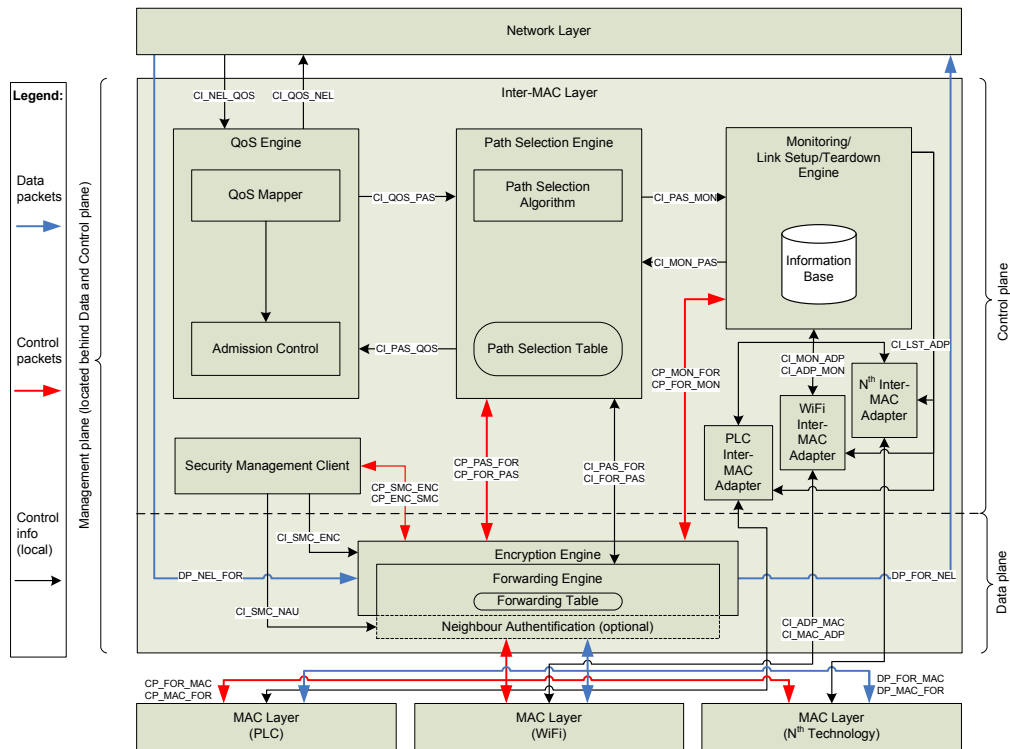 Network Layer
Legend:
Data
packets
Control
packets
Control
info
(local)
Management plane (located behind Data and Control plane)
CI_NEL_QOS
CI_QOS_NEL
Inter-MAC Layer
QoS Engine
QoS Mapper
Admission Control
CI_QOS_PAS
CI_PAS_QOS
Path Selection Engine
Path Selection
Algorithm
Path Selection Table
CI_PAS_MON
CI_MON_PAS
Monitoring/
Link Setup/Teardown
Engine
Information
Base
Control plane
CI_LST_ADP
CI_MON_ADP
CI_ADP_MON
CP_MON_FOR
CP_FOR_MON
Nth Inter-
MAC
Adapter
WiFi
Inter-
MAC
Adapter
PLC
Inter-
MAC
Adapter
Security Management Client
CP_SMC_ENC
CP_ENC_SMC
CP_PAS_FOR
CP_FOR_PAS
CI_PAS_FOR
CI_FOR_PAS
CI_SMC_ENC
Encryption Engine
Forwarding Engine
Forwarding Table
Neighbour Authentification (optional)
DP_NEL_FOR
DP_FOR_NEL
Data plane
CI_SMC_NAU
CI_ADP_MAC
CI_MAC_ADP
CP_FOR_MAC
CP_MAC_FOR
DP_FOR_MAC
DP_MAC_FOR
MAC Layer
(PLC)
MAC Layer
(WiFi)
MAC Layer
(Nth Technology)